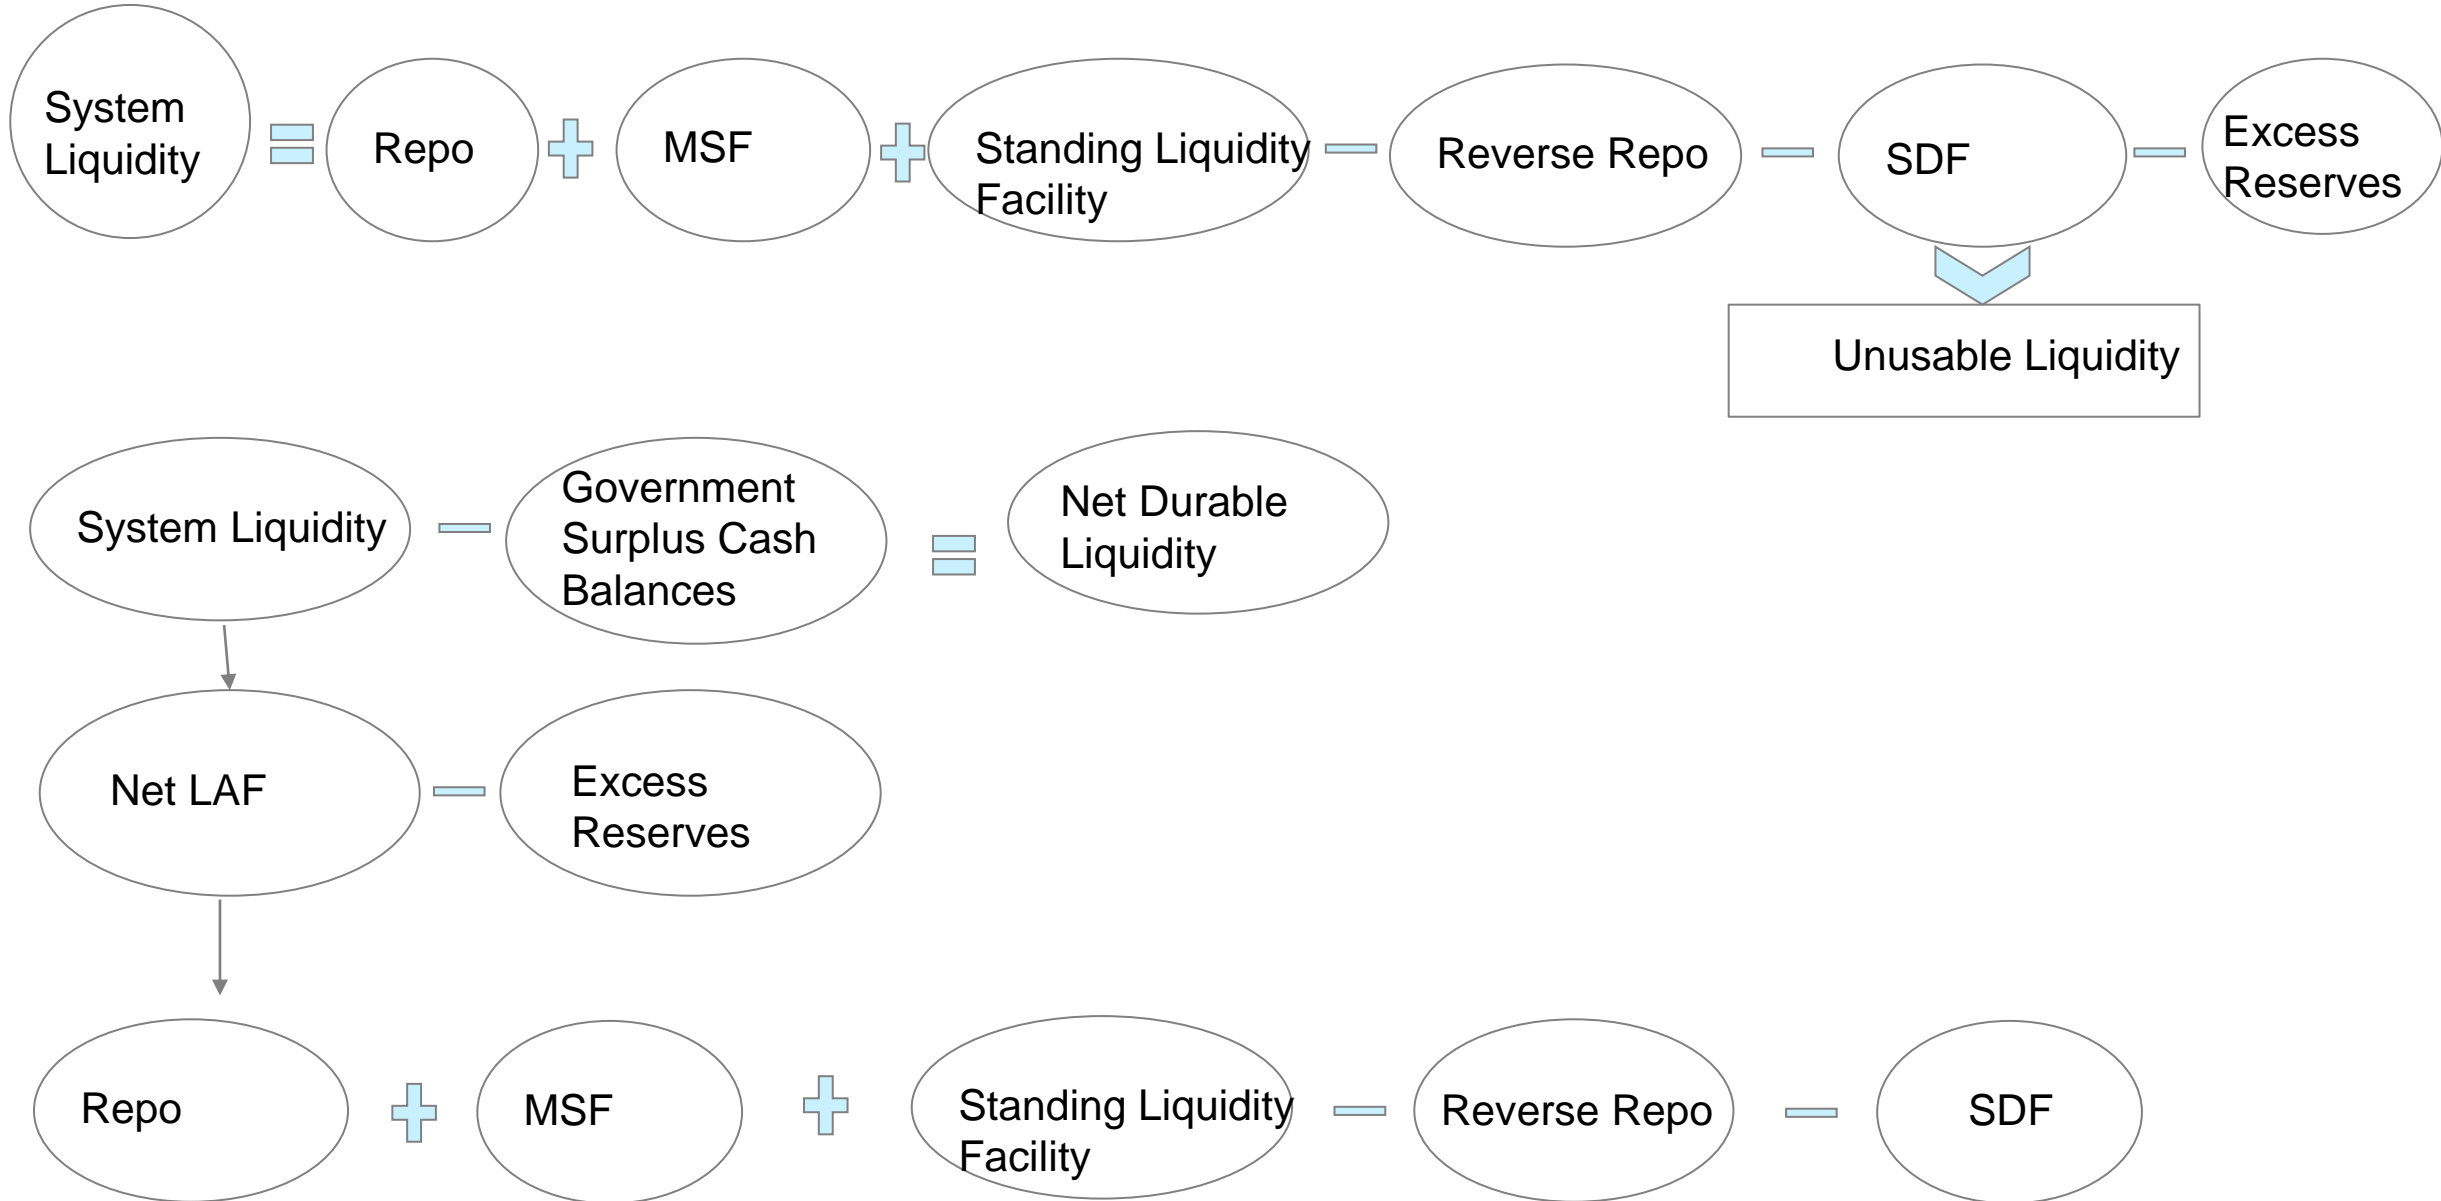 System
Liquidity
Repo
MSF
Standing Liquidity
Facility
Reverse Repo
SDF
Excess
Reserves
Unusable Liquidity
System Liquidity
Government
Surplus Cash
Balances
Net Durable
Liquidity
Net LAF
Excess
Reserves
Repo
MSF
Standing Liquidity
Facility
Reverse Repo
SDF